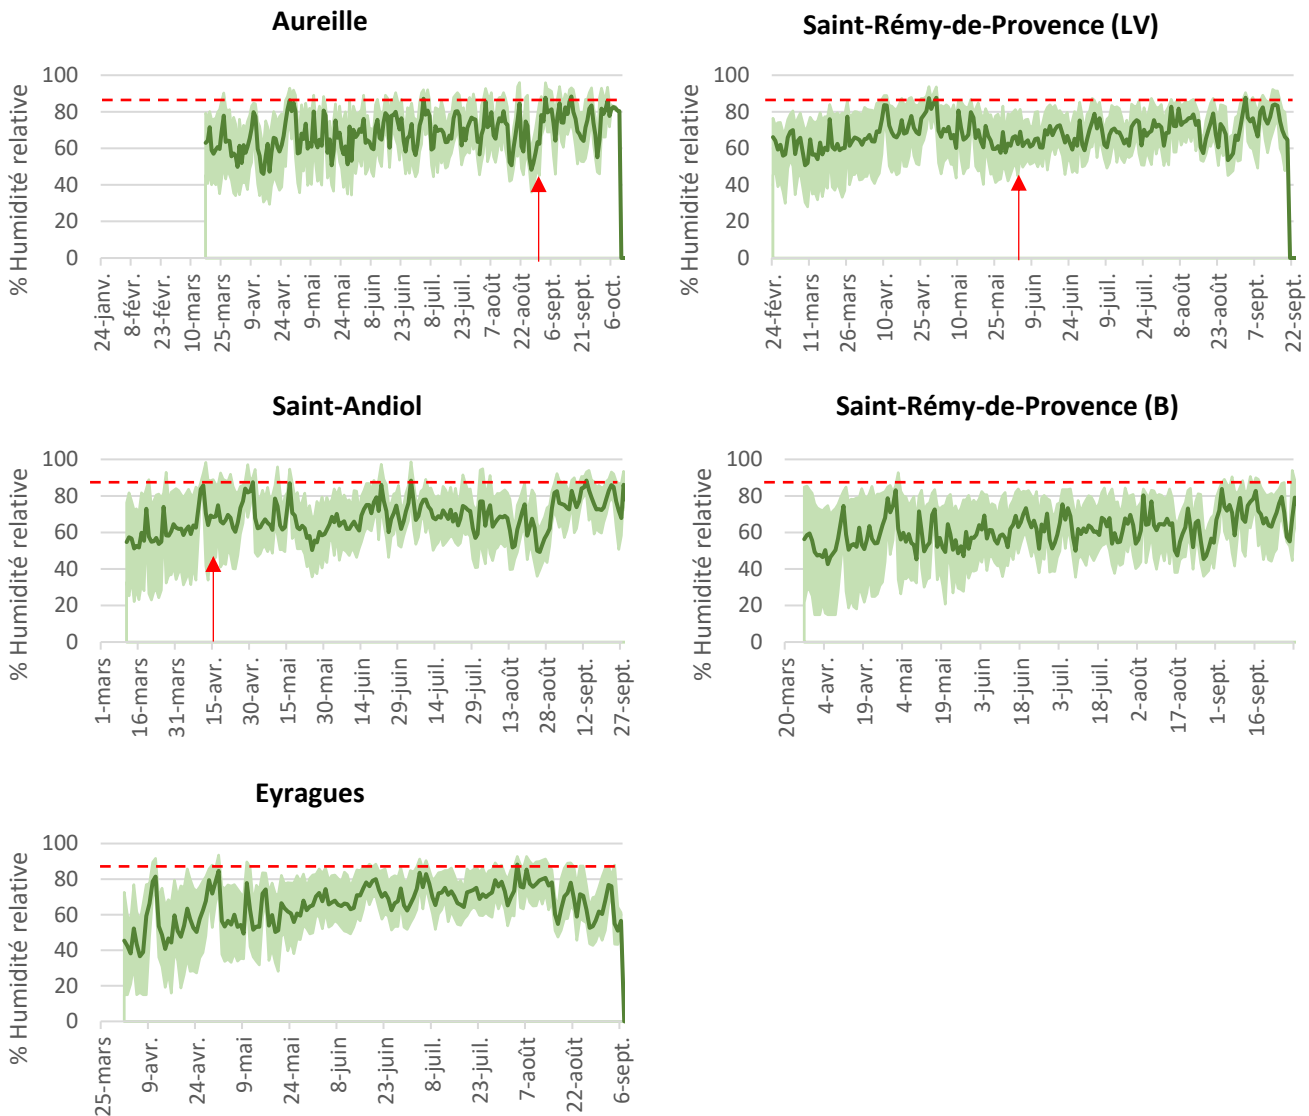 Aureille
% Humidité relative
100
80
60
40
20
0
24-janv.
8-févr.
23-févr.
10-mars
25-mars
9-avr.
24-avr.
9-mai
24-mai
8-juin
23-juin
8-juil.
23-juil.
7-août
22-août
6-sept.
21-sept.
6-oct.
Saint-Rémy-de-Provence (LV)
% Humidité relative
100
80
60
40
20
0
24-févr.
11-mars
26-mars
10-avr.
25-avr.
10-mai
25-mai
9-juin
24-juin
9-juil.
24-juil.
8-août
23-août
7-sept.
22-sept.
Saint-Andiol
% Humidité relative
100
80
60
40
20
0
1-mars
16-mars
31-mars
15-avr.
30-avr.
15-mai
30-mai
14-juin
29-juin
14-juil.
29-juil.
13-août
28-août
12-sept.
27-sept.
Saint-Rémy-de-Provence (B)
% Humidité relative
100
80
60
40
20
0
20-mars
4-avr.
19-avr.
4-mai
19-mai
3-juin
18-juin
3-juil.
18-juil.
2-août
17-août
1-sept.
16-sept.
Eyragues
% Humidité relative
100
80
60
40
20
0
25-mars
9-avr.
24-avr.
9-mai
24-mai
8-juin
23-juin
8-juil.
23-juil.
7-août
22-août
6-sept.